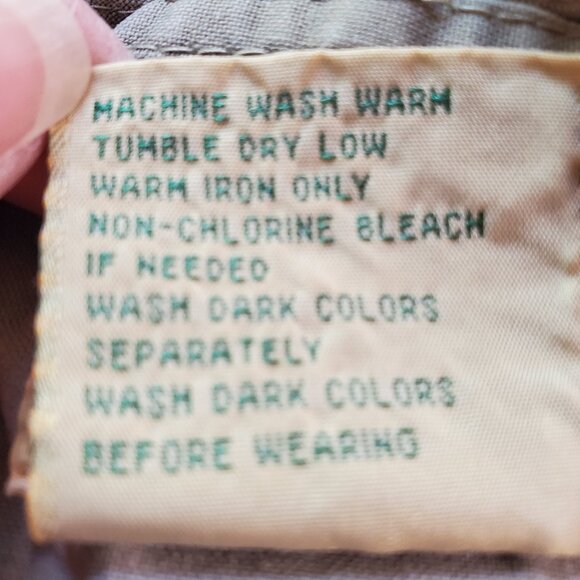 MACHINE WASH WARM
TUMBLE DRY LOW
WARM IRON ONLY
NON-CHLORINE BLEACH
IF NEEDED
WASH DARK COLORS
SEPARATELY
WASH DARK COLORS
BEFORE WEARING